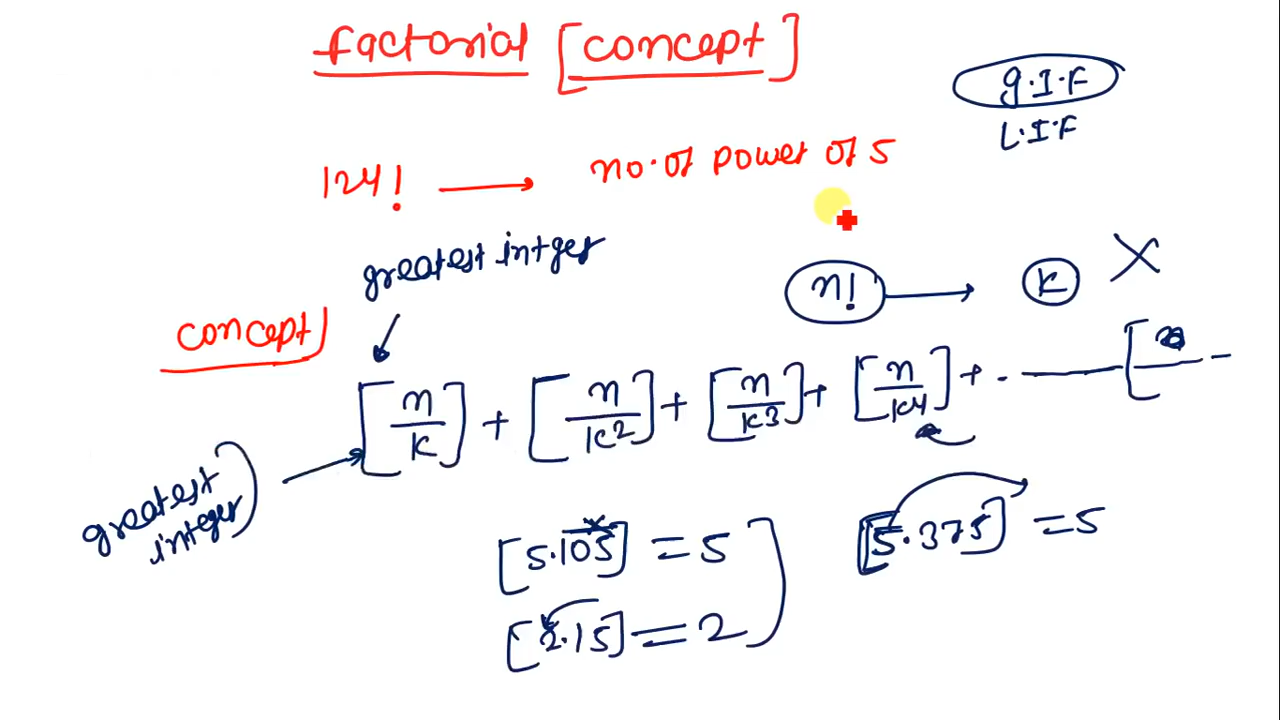 factorial [concept]
g.I.F
L.I.F
124! → no. of power of 5
greatest intger
n! → k X
concept)
[n/k] + [n/k2] + [n/k3] + [n/k4] + . — [ —
greatest integer)
[5.105] = 5
[5.375] = 5
[2.15] = 2